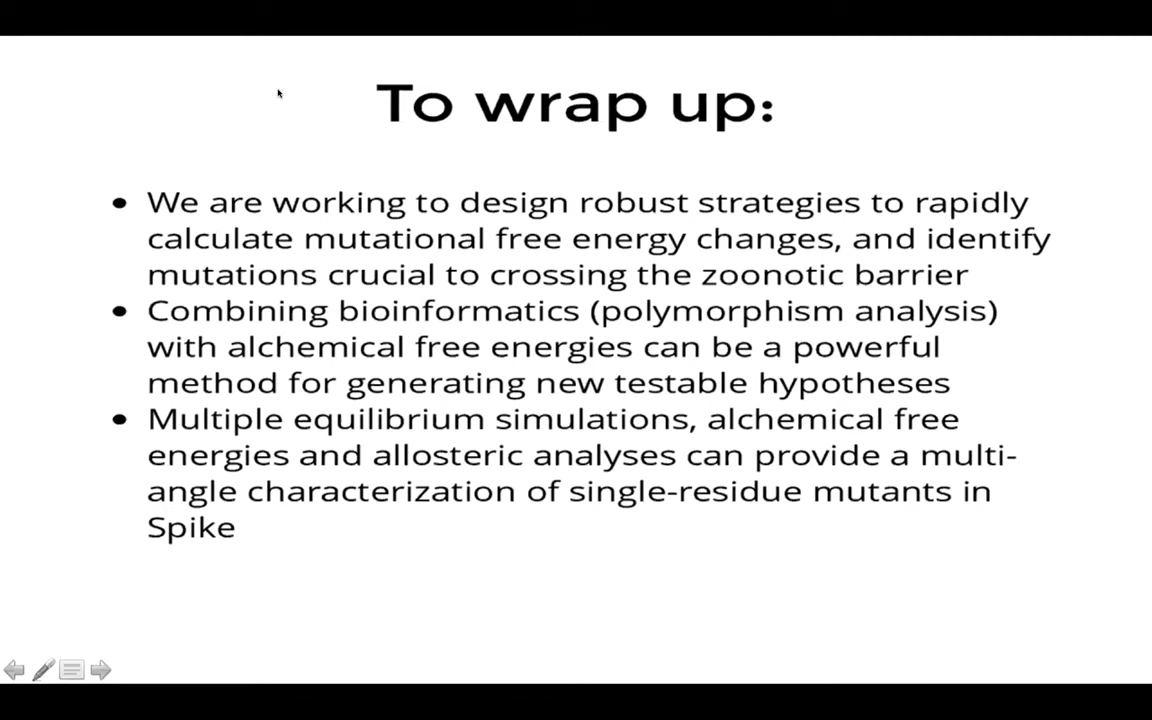 To wrap up:
• We are working to design robust strategies to rapidly
calculate mutational free energy changes, and identify
mutations crucial to crossing the zoonotic barrier
• Combining bioinformatics (polymorphism analysis)
with alchemical free energies can be a powerful
method for generating new testable hypotheses
• Multiple equilibrium simulations, alchemical free
energies and allosteric analyses can provide a multi-
angle characterization of single-residue mutants in
Spike